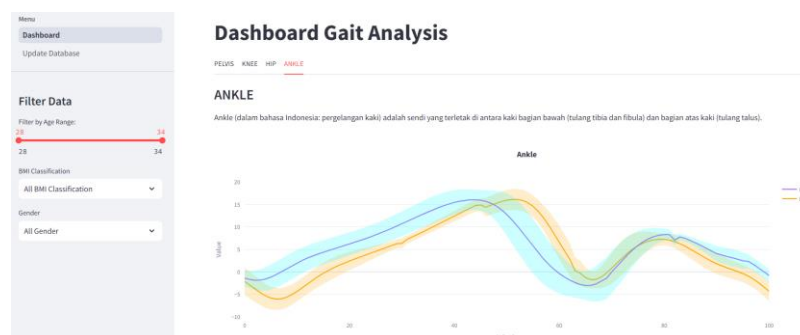 Menu
Dashboard
Update Database
Filter Data
Filter by Age Range:
28 34
28 34
BMI Classification
All BMI Classification
Gender
All Gender
Dashboard Gait Analysis
PELVIS KNEE HIP ANKLE
ANKLE
Ankle (dalam bahasa Indonesia: pergelangan kaki) adalah sendi yang terletak di antara kaki bagian bawah (tulang tibia dan fibula) dan bagian atas kaki (tulang talus).
Ankle
20
15
10
5
0
−5
−10
Value
0 20 40 60 80 100